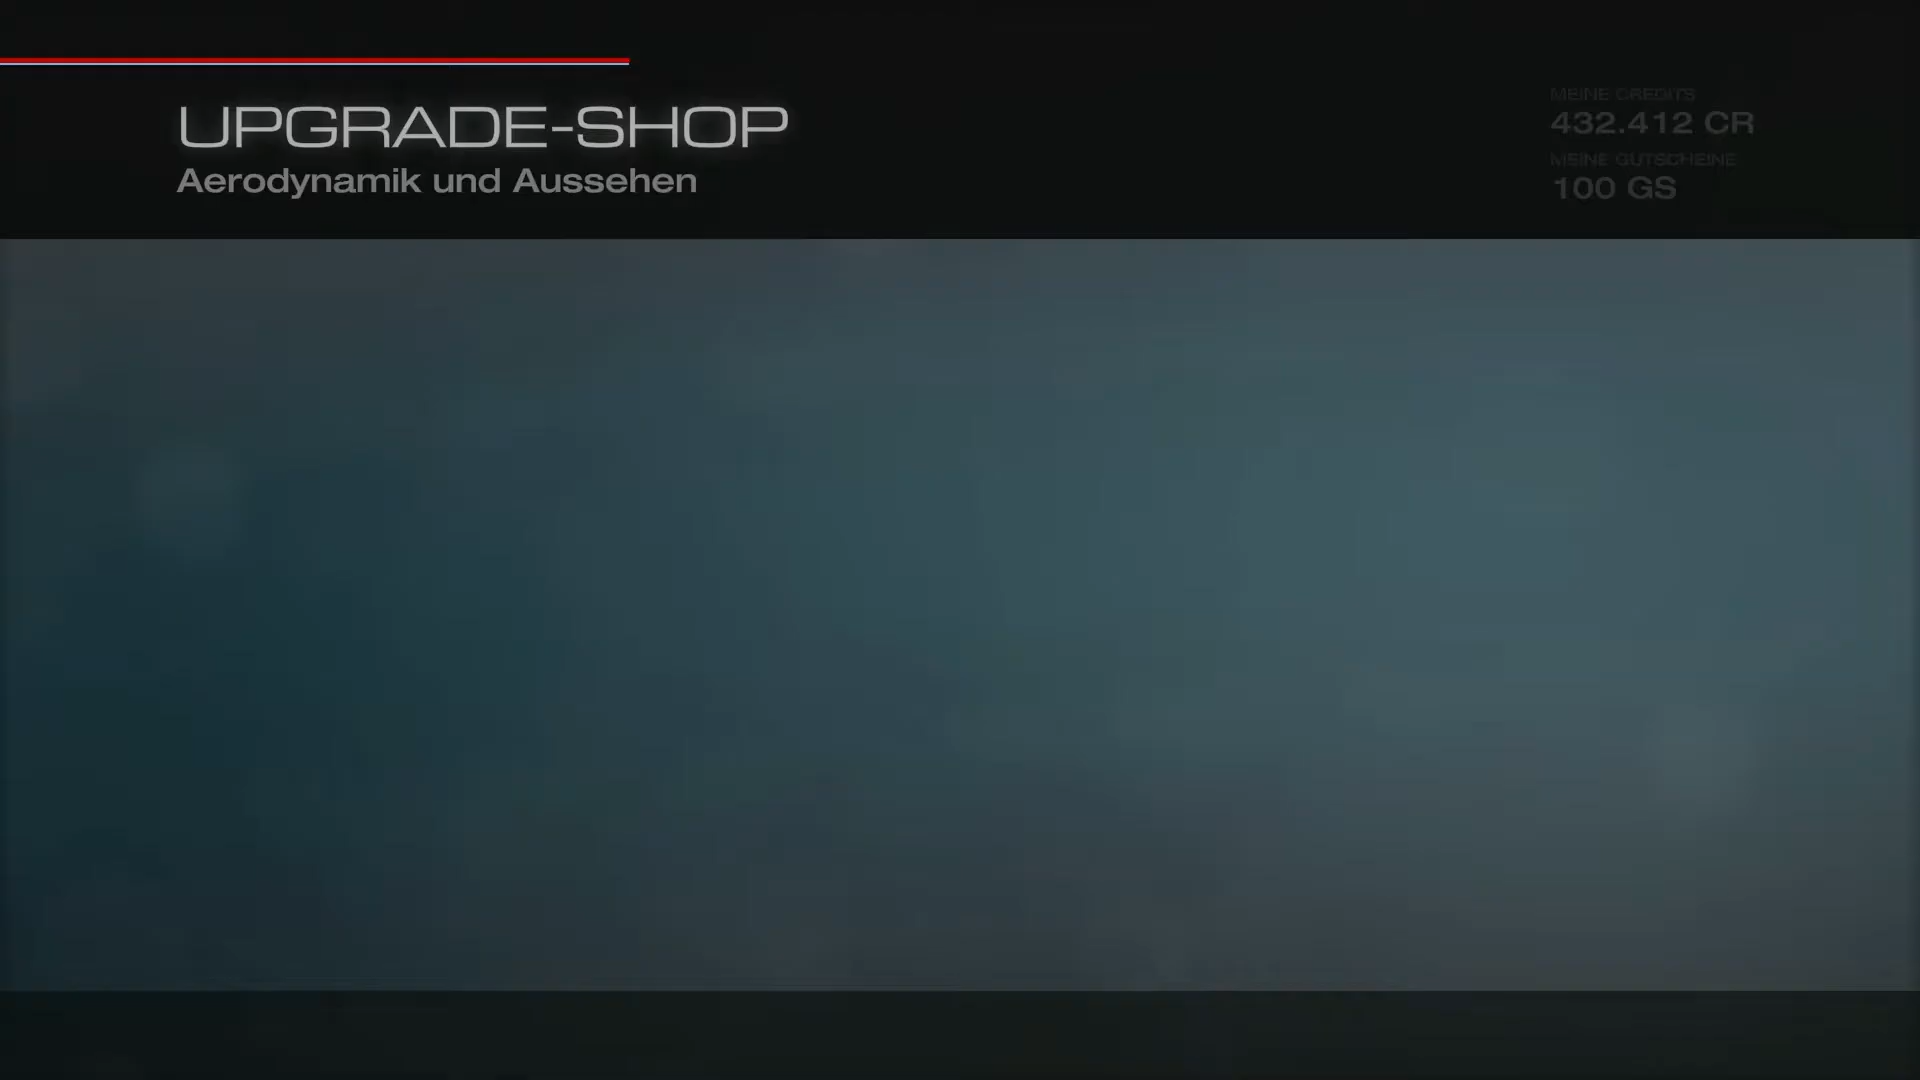 UPGRADE-SHOP
Aerodynamik und Aussehen
MEINE CREDITS
432.412 CR
MEINE GUTSCHEINE
100 GS